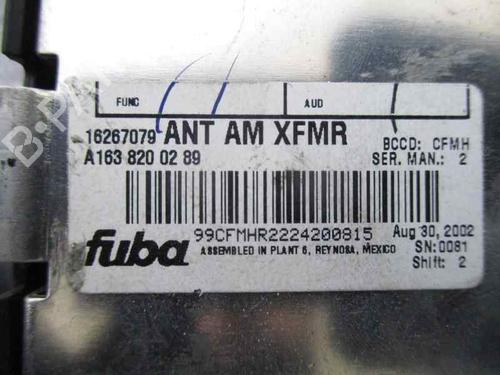 FUNC
AUD
16267079 ANT AM XFMR
BCCD: CFMH
A163 820 02 89
SER. MAN.: 2
99CFMHR2224200815
Aug 30, 2002
fuba
ASSEMBLED IN PLANT 6, REYNOSA, MEXICO
SN:0081
Shift: 2
B-PARTS